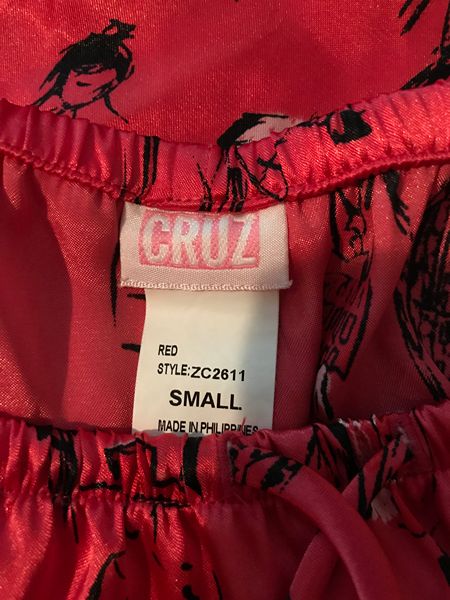 CRUZ
RED
STYLE:ZC2611
SMALL
MADE IN PHILIPPINES